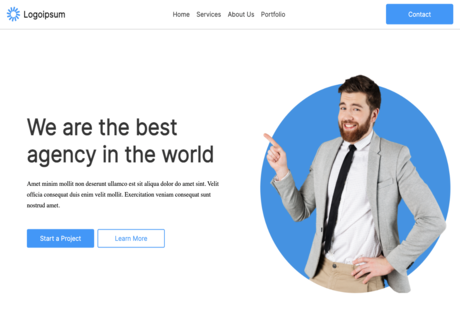 Logoipsum
Home Services About Us Portfolio
Contact
We are the best
agency in the world
Amet minim mollit non deserunt ullamco est sit aliqua dolor do amet sint. Velit
officia consequat duis enim velit mollit. Exercitation veniam consequat sunt
nostrud amet.
Start a Project Learn More